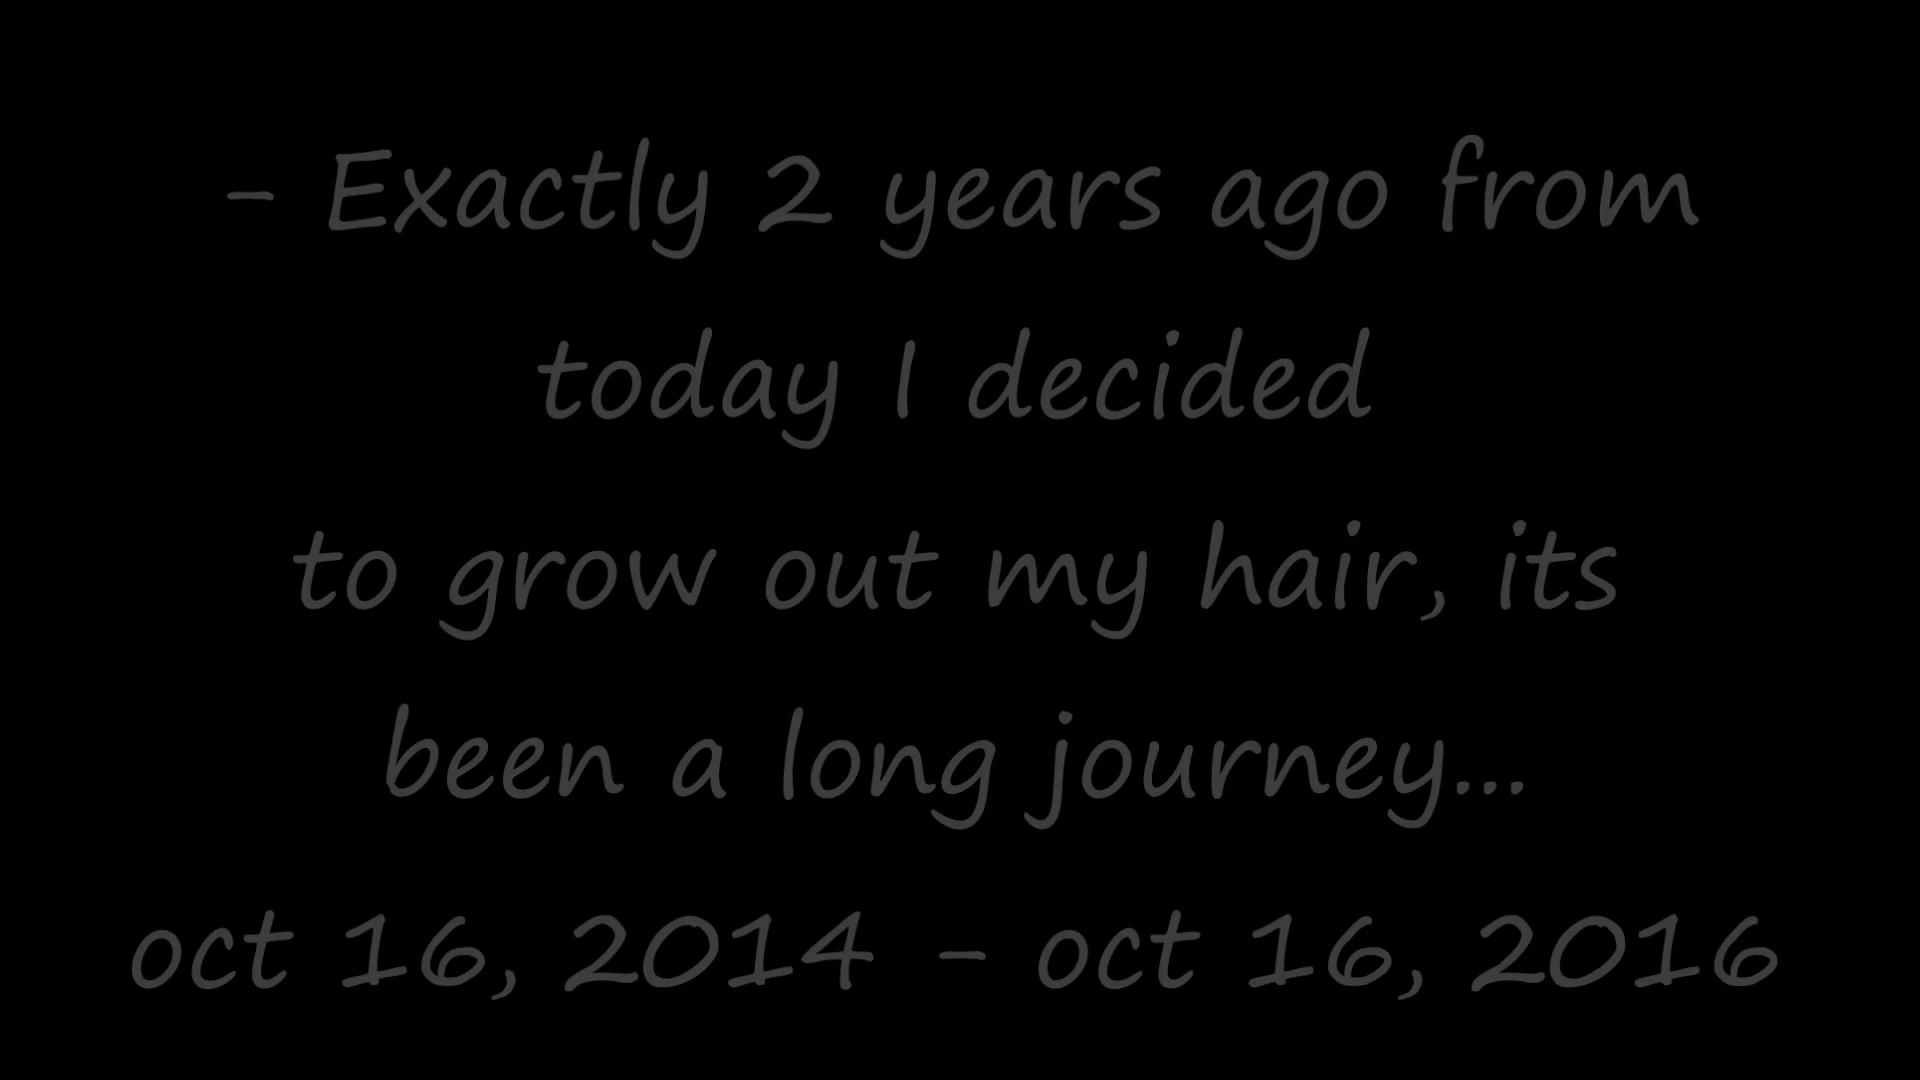 - Exactly 2 years ago from
today I decided
to grow out my hair, its
been a long journey...
oct 16, 2014 - oct 16, 2016